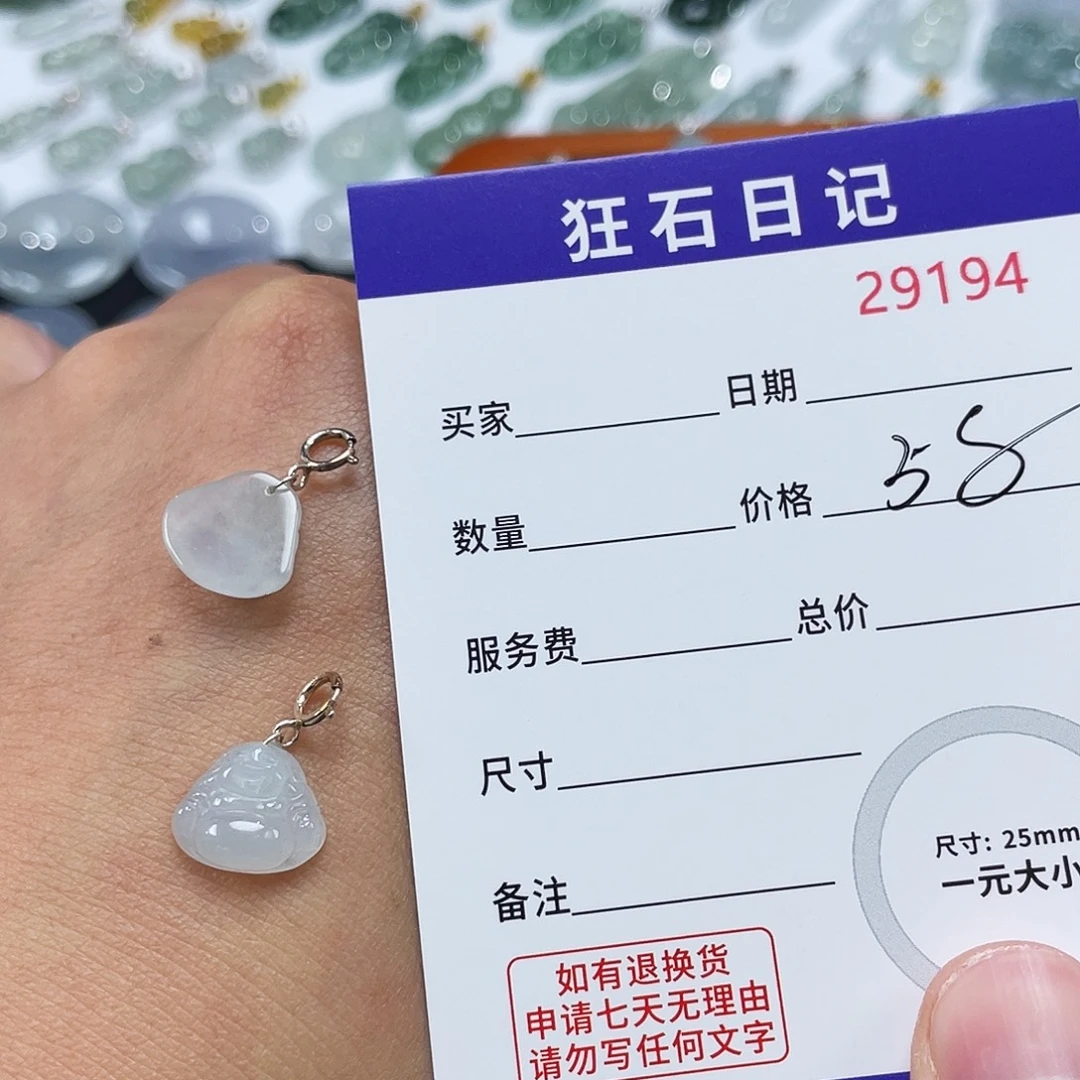 狂石日记
29194
买家 日期
数量 价格 58
服务费 总价
尺寸
尺寸: 25mm
一元大小
备注
如有退换货
申请七天无理由
请勿写任何文字